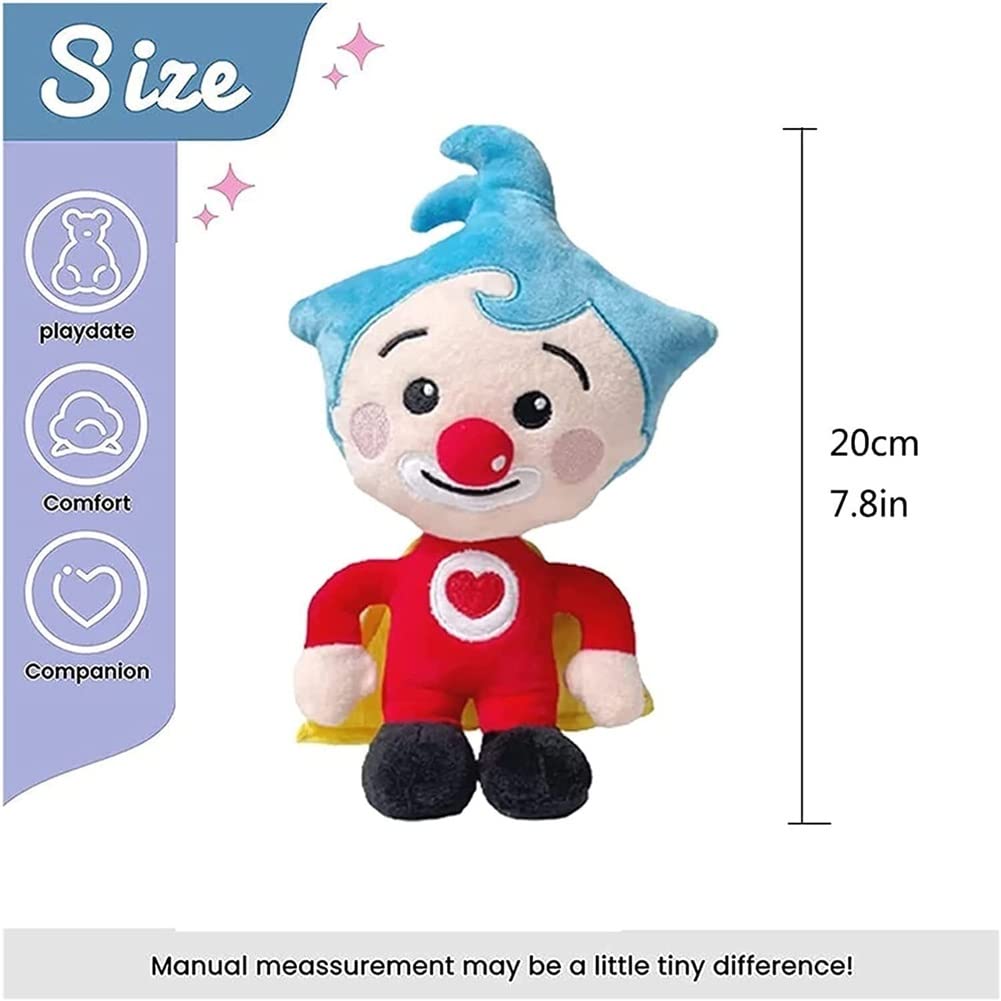 Size
playdate
Comfort
Companion
20cm
7.8in
Manual meassurement may be a little tiny difference!